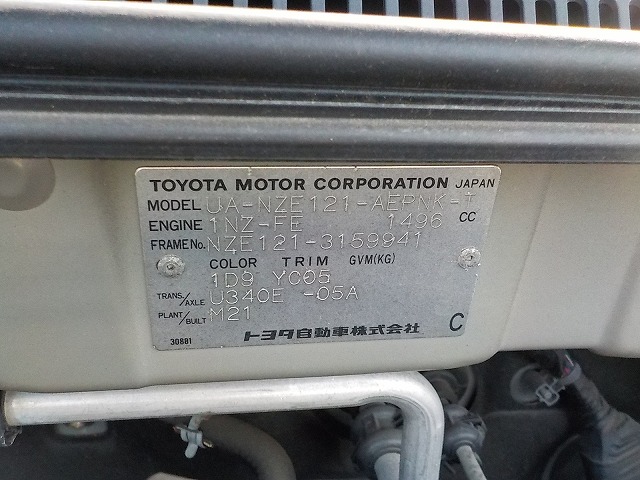 TOYOTA MOTOR CORPORATION JAPAN
MODEL UA-NZE121-AEPNK-T
ENGINE 1NZ-FE 1496 CC
FRAME No. NZE121-3159941
COLOR TRIM GVM(KG)
1D9 YC05
TRANS./AXLE U340E -05A
PLANT/BUILT M21
トヨタ自動車株式会社 C
30881